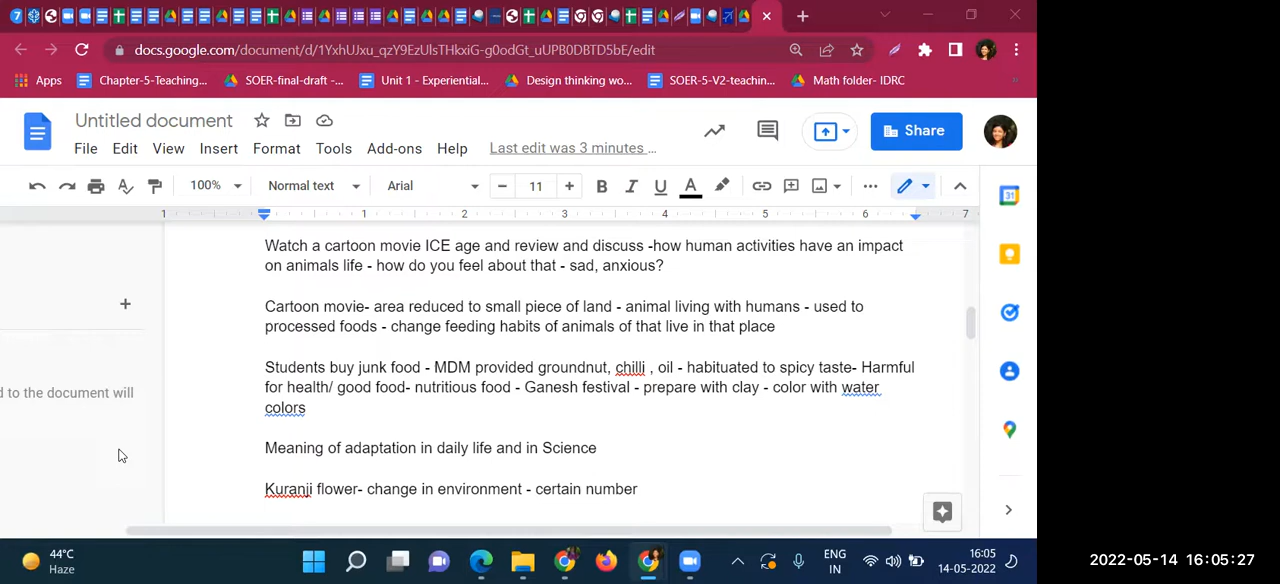 docs.google.com/document/d/1YxhUJxu_qzY9EzUlsTHkxiG-g0odGt_uUPB0DBTD5bE/edit
Apps Chapter-5-Teaching... SOER-final-draft -... Unit 1 - Experiential... Design thinking wo... SOER-5-V2-teachin... Math folder- IDRC
Untitled document
Share
File Edit View Insert Format Tools Add-ons Help Last edit was 3 minutes ...
100% Normal text Arial 11 B I U A
1 1 2 3 4 5 6 7
Watch a cartoon movie ICE age and review and discuss -how human activities have an impact
on animals life - how do you feel about that - sad, anxious?
Cartoon movie- area reduced to small piece of land - animal living with humans - used to
processed foods - change feeding habits of animals of that live in that place
Students buy junk food - MDM provided groundnut, chilli , oil - habituated to spicy taste- Harmful
for health/ good food- nutritious food - Ganesh festival - prepare with clay - color with water
d to the document will
colors
Meaning of adaptation in daily life and in Science
Kuranji flower- change in environment - certain number
44°C
Haze
ENG
IN
16:05
14-05-2022
2022-05-14 16:05:27